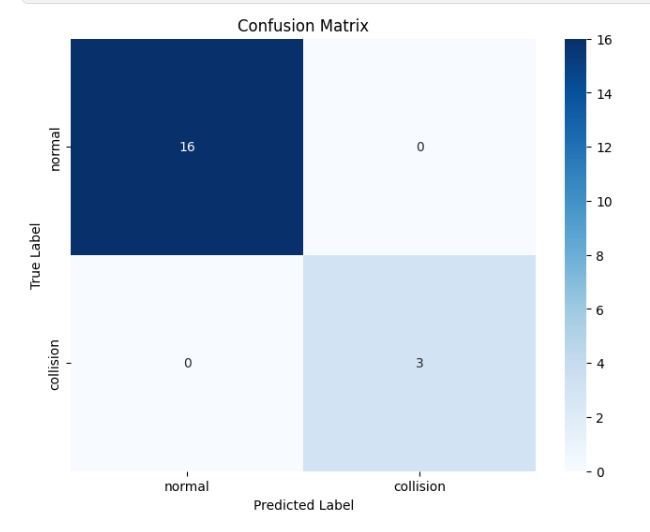 Confusion Matrix
normal
16
0
collision
0
3
True Label
normal
collision
Predicted Label
16
14
12
10
8
6
4
2
0